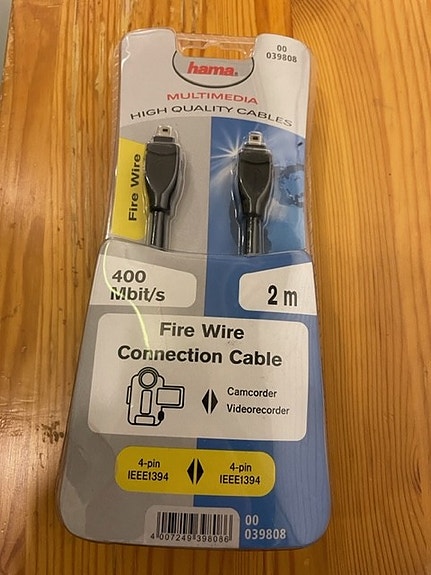 hama.
00
039808
MULTIMEDIA
HIGH QUALITY CABLES
Fire Wire
400
Mbit/s
2 m
Fire Wire
Connection Cable
Camcorder
Videorecorder
4-pin
IEEE1394
4-pin
IEEE1394
4 007249 398086
00
039808